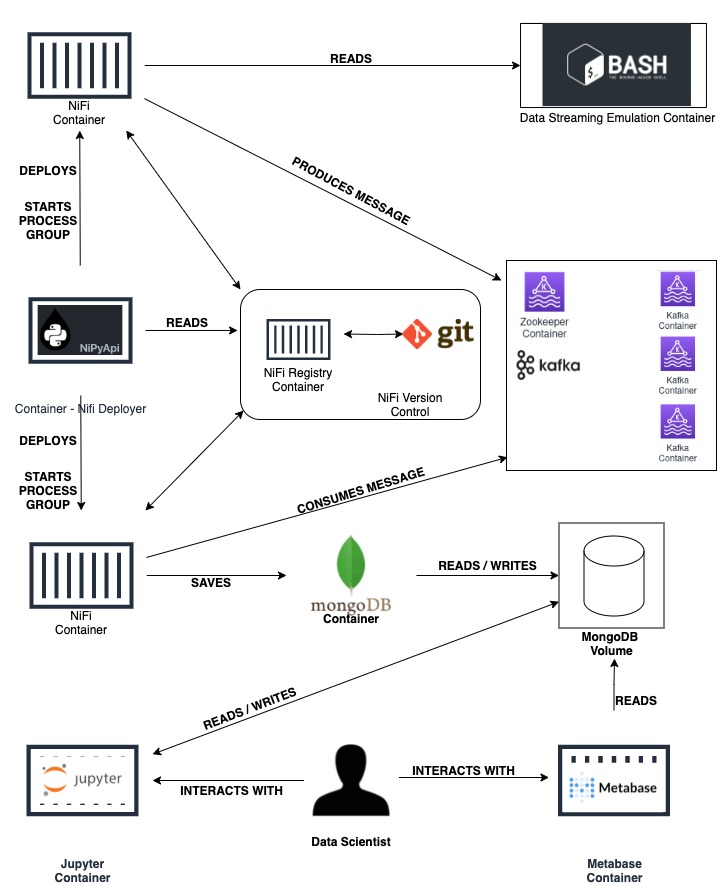 READS
BASH
THE BOURNE-AGAIN SHELL
$_
NiFi
Container
Data Streaming Emulation Container
DEPLOYS
STARTS
PROCESS
GROUP
PRODUCES MESSAGE
NiPyApi
READS
Container - Nifi Deployer
NiFi Registry
Container
git
NiFi Version
Control
K
Zookeeper
Container
kafka
K
Kafka
Container
K
Kafka
Container
K
Kafka
Container
DEPLOYS
STARTS
PROCESS
GROUP
CONSUMES MESSAGE
NiFi
Container
SAVES
mongoDB
Container
READS / WRITES
MongoDB
Volume
READS / WRITES
READS
jupyter
INTERACTS WITH
INTERACTS WITH
Metabase
Data Scientist
Jupyter
Container
Metabase
Container